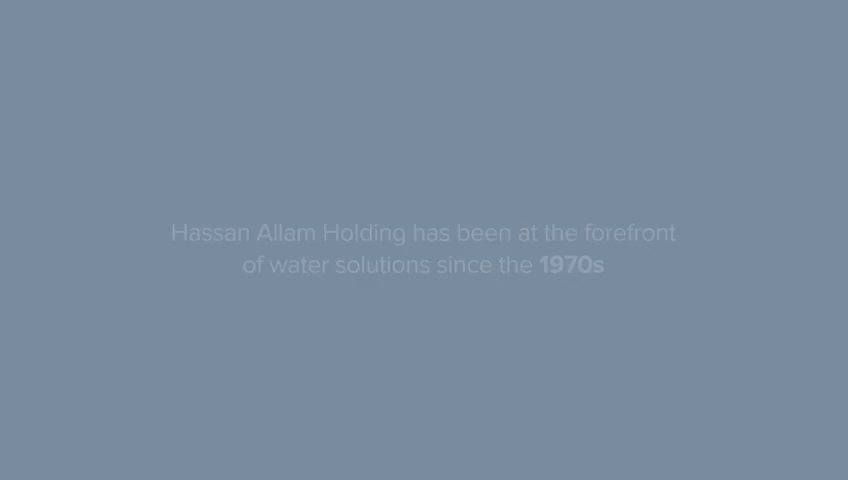 Hassan Allam Holding has been at the forefront
of water solutions since the 1970s